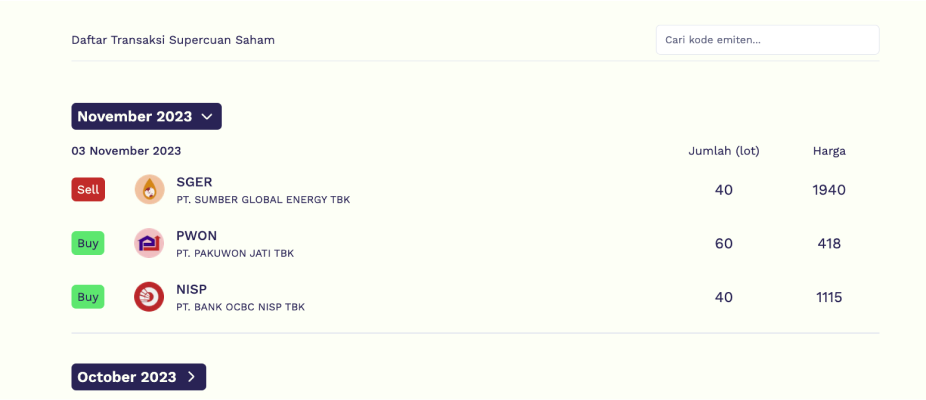 Daftar Transaksi Supercuan Saham
Cari kode emiten...
November 2023
03 November 2023 Jumlah (lot) Harga
Sell SGER 40 1940
PT. SUMBER GLOBAL ENERGY TBK
Buy PWON 60 418
PT. PAKUWON JATI TBK
Buy NISP 40 1115
PT. BANK OCBC NISP TBK
October 2023